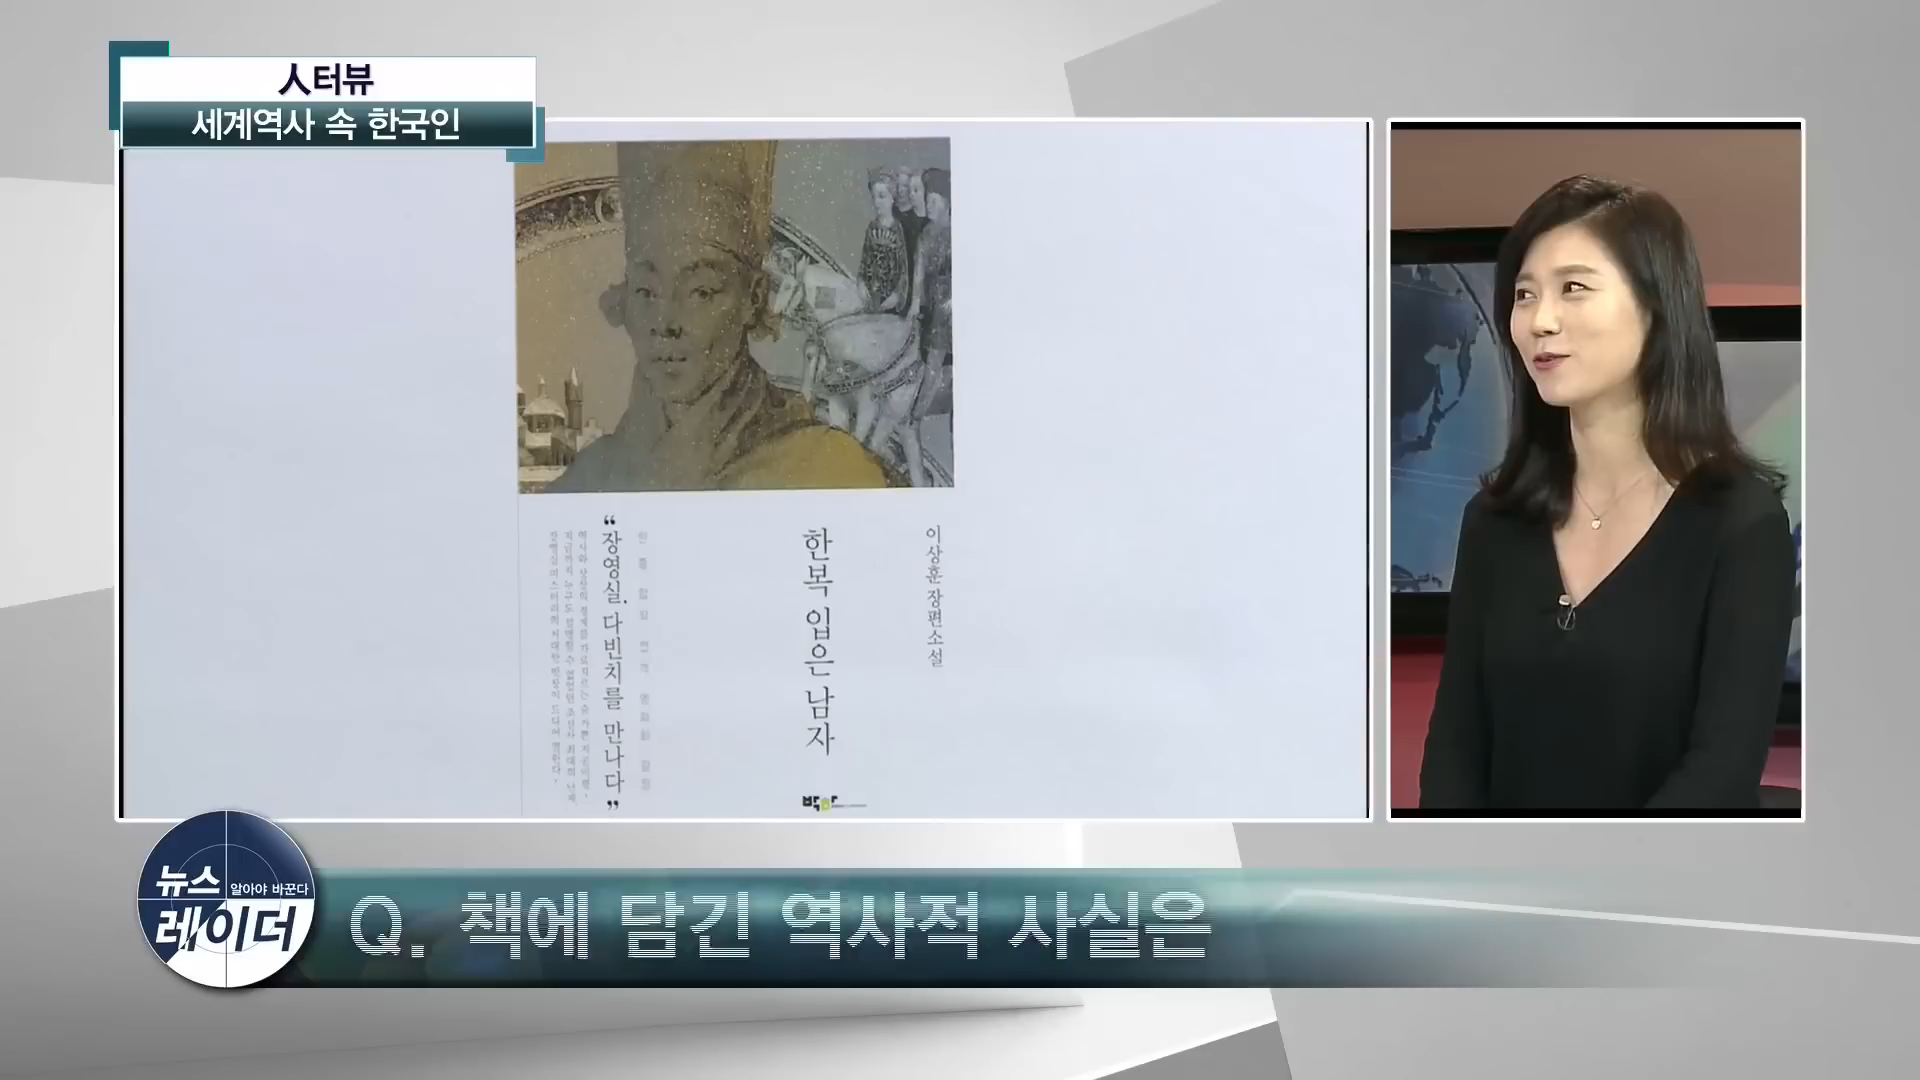 人터뷰
세계역사 속 한국인
이상훈 장편소설
한복 입은 남자
“장영실, 다빈치를 만나다”
박하
뉴스
알아야 바꾼다
레이더
Q. 책에 담긴 역사적 사실은